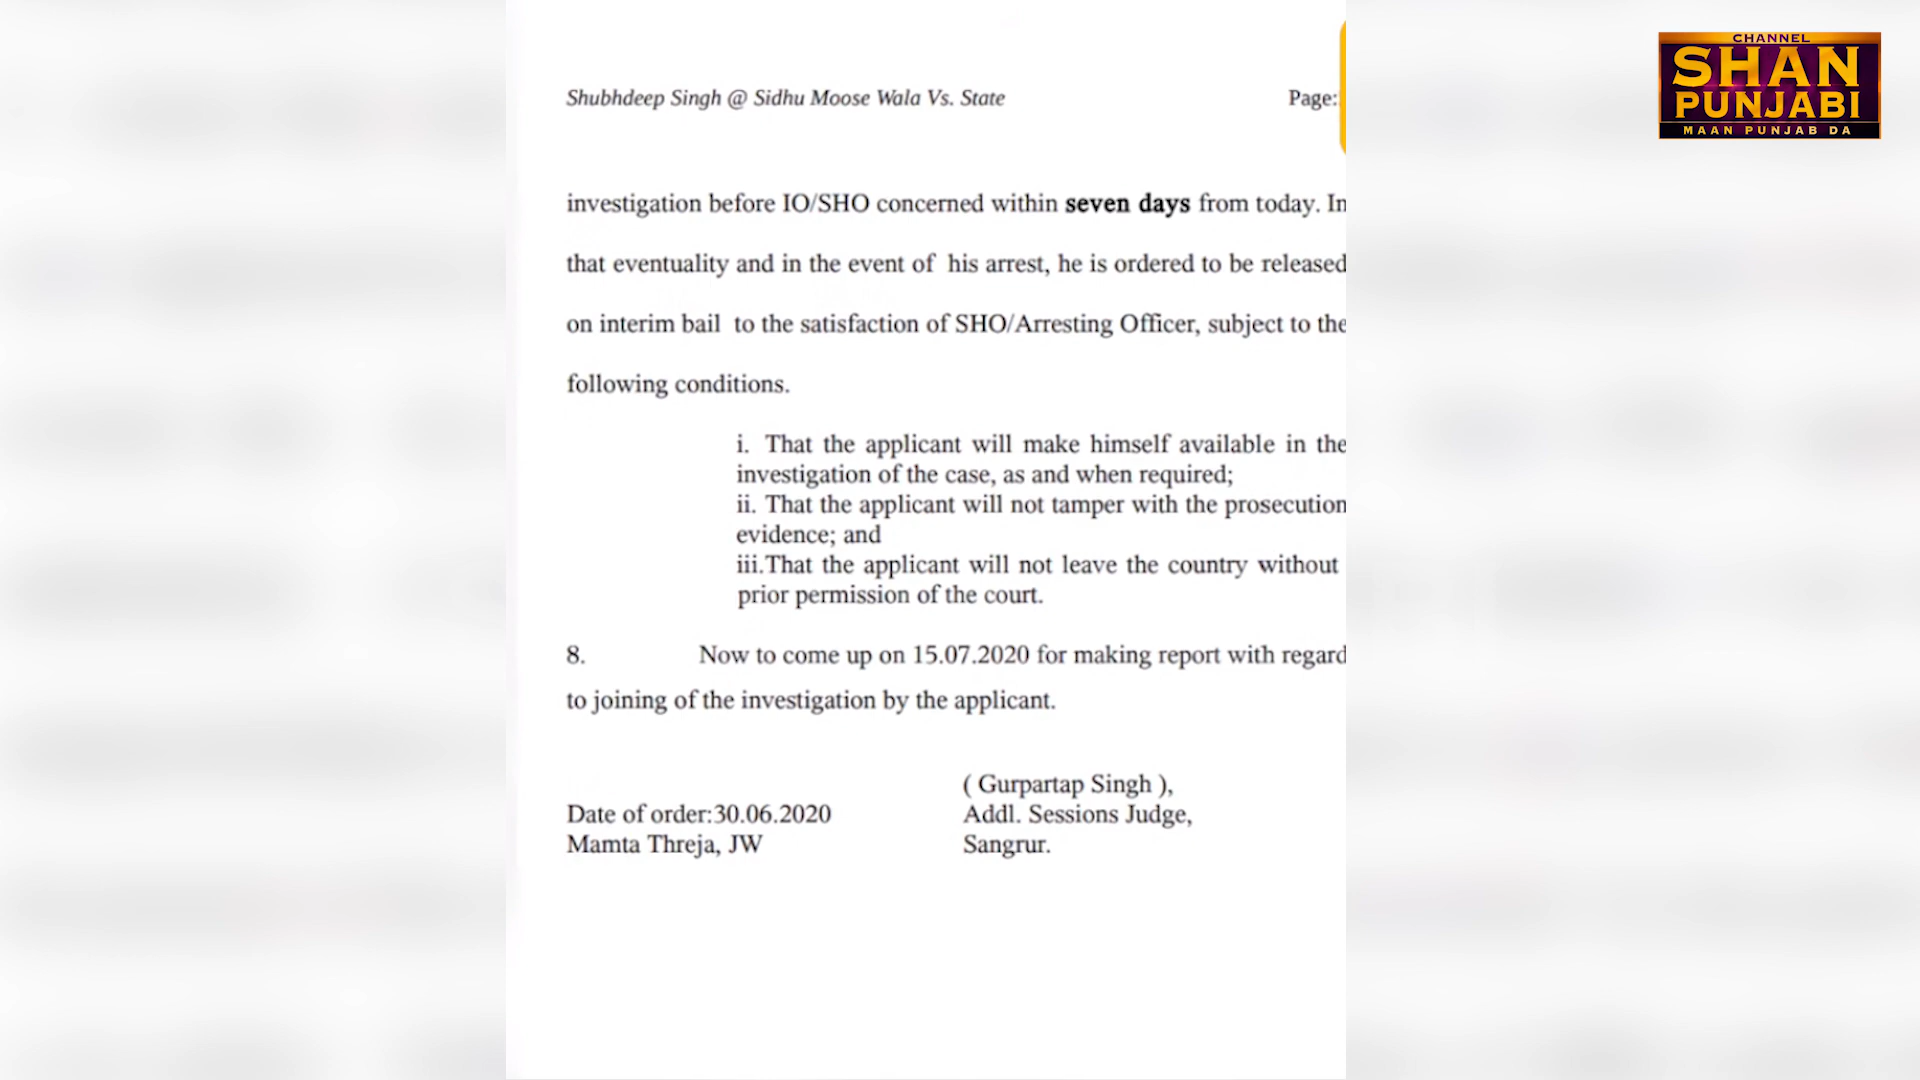 Shubhdeep Singh @ Sidhu Moose Wala Vs. State Page:
investigation before IO/SHO concerned within seven days from today. In
that eventuality and in the event of his arrest, he is ordered to be released
on interim bail to the satisfaction of SHO/Arresting Officer, subject to the
following conditions.
i. That the applicant will make himself available in the
investigation of the case, as and when required;
ii. That the applicant will not tamper with the prosecution
evidence; and
iii.That the applicant will not leave the country without
prior permission of the court.
8. Now to come up on 15.07.2020 for making report with regard
to joining of the investigation by the applicant.
( Gurpartap Singh ),
Date of order:30.06.2020 Addl. Sessions Judge,
Mamta Threja, JW Sangrur.
CHANNEL
SHAN
PUNJABI
MAAN PUNJAB DA